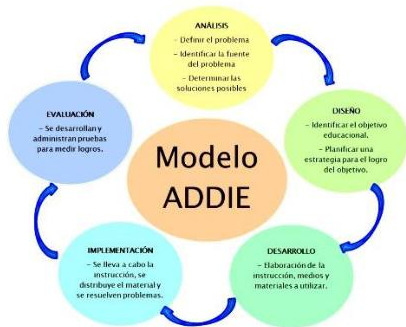 ANÁLISIS
- Definir el problema
- Identificar la fuente
del problema
- Determinar las
soluciones posibles
DISEÑO
- Identificar el objetivo
educacional.
- Planificar una
estrategia para el logro
del objetivo.
DESARROLLO
- Elaboración de la
instrucción, medios y
materiales a utilizar.
IMPLEMENTACIÓN
- Se lleva a cabo la
instrucción, se
distribuye el material y
se resuelven problemas.
EVALUACIÓN
- Se desarrollan y
administran pruebas
para medir logros.
Modelo
ADDIE